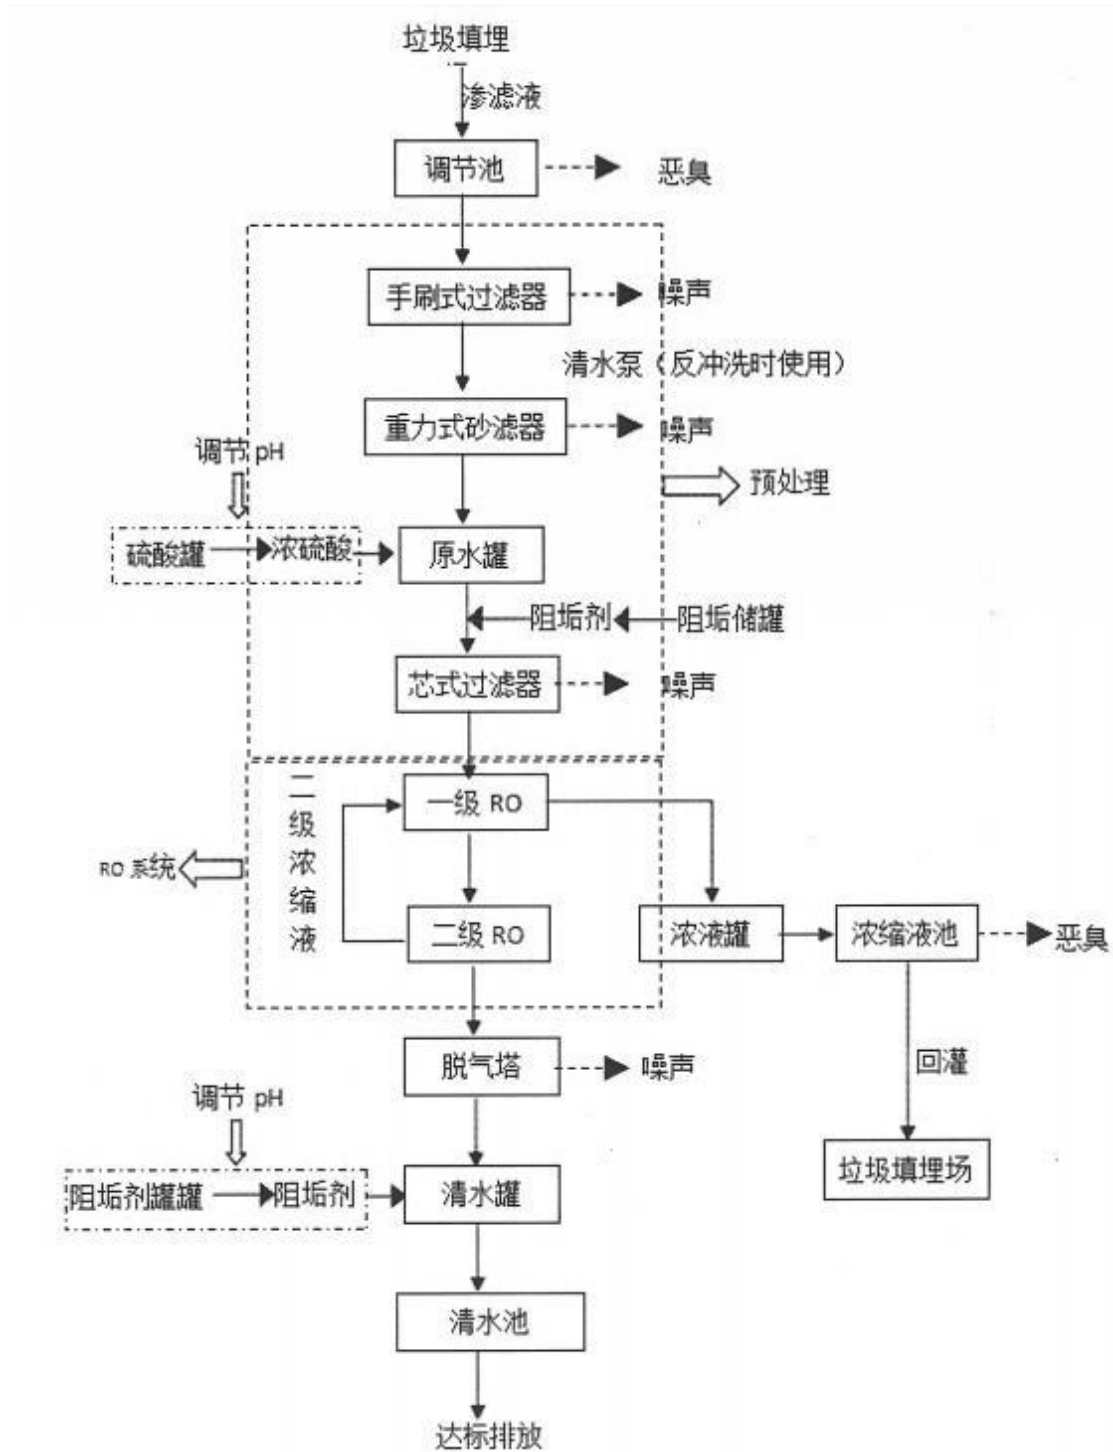 垃圾填埋
渗滤液
调节池
恶臭
手刷式过滤器
噪声
清水泵（反冲洗时使用）
重力式砂滤器
噪声
调节 pH
预处理
硫酸罐
浓硫酸
原水罐
阻垢剂
阻垢储罐
芯式过滤器
噪声
二级浓缩液
一级 RO
RO 系统
二级 RO
浓液罐
浓缩液池
恶臭
脱气塔
噪声
回灌
调节 pH
阻垢剂罐罐
阻垢剂
清水罐
垃圾填埋场
清水池
达标排放